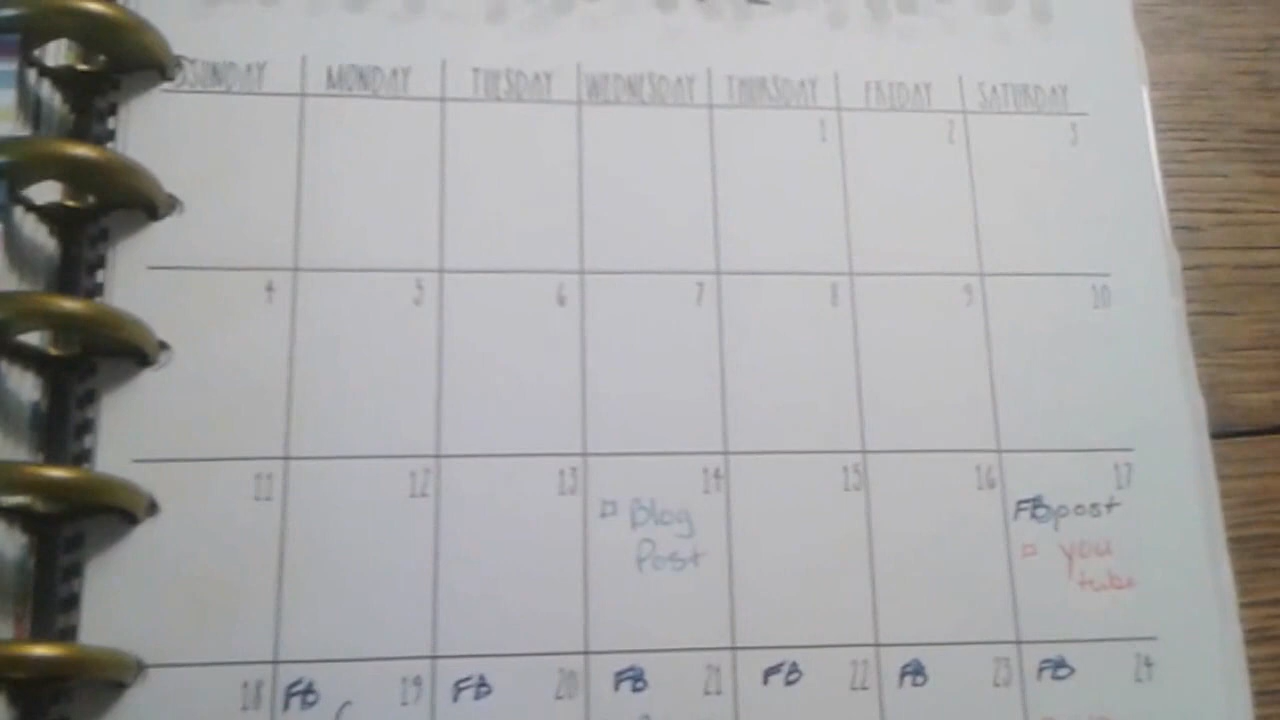 SUNDAY MONDAY TUESDAY WEDNESDAY THURSDAY FRIDAY SATURDAY
1 2 3
4 5 6 7 8 9 10
11 12 13 14 15 16 17
Blog
Post
FB post
you
tube
18 19 20 21 22 23 24
FB FB FB FB FB FB